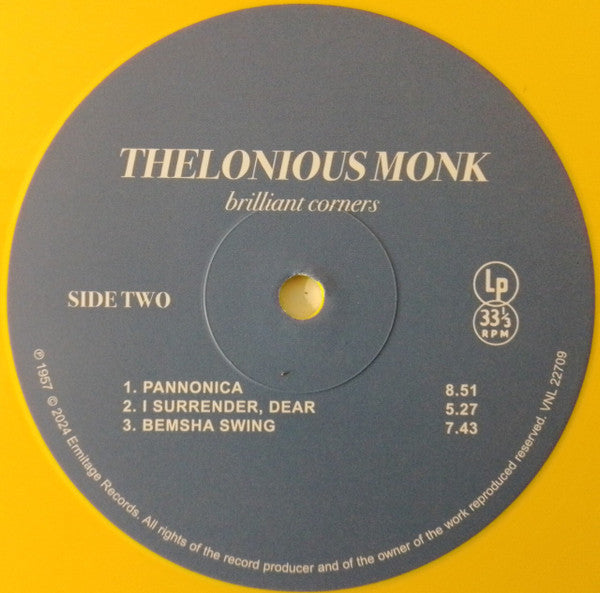 THELONIOUS MONK
brilliant corners
SIDE TWO
Lp
33⅓
RPM
1. PANNONICA 8.51
2. I SURRENDER, DEAR 5.27
3. BEMSHA SWING 7.43
℗ 1957 © 2024 Ermitage Records. All rights of the record producer and of the owner of the work reproduced reserved. VNL 22709